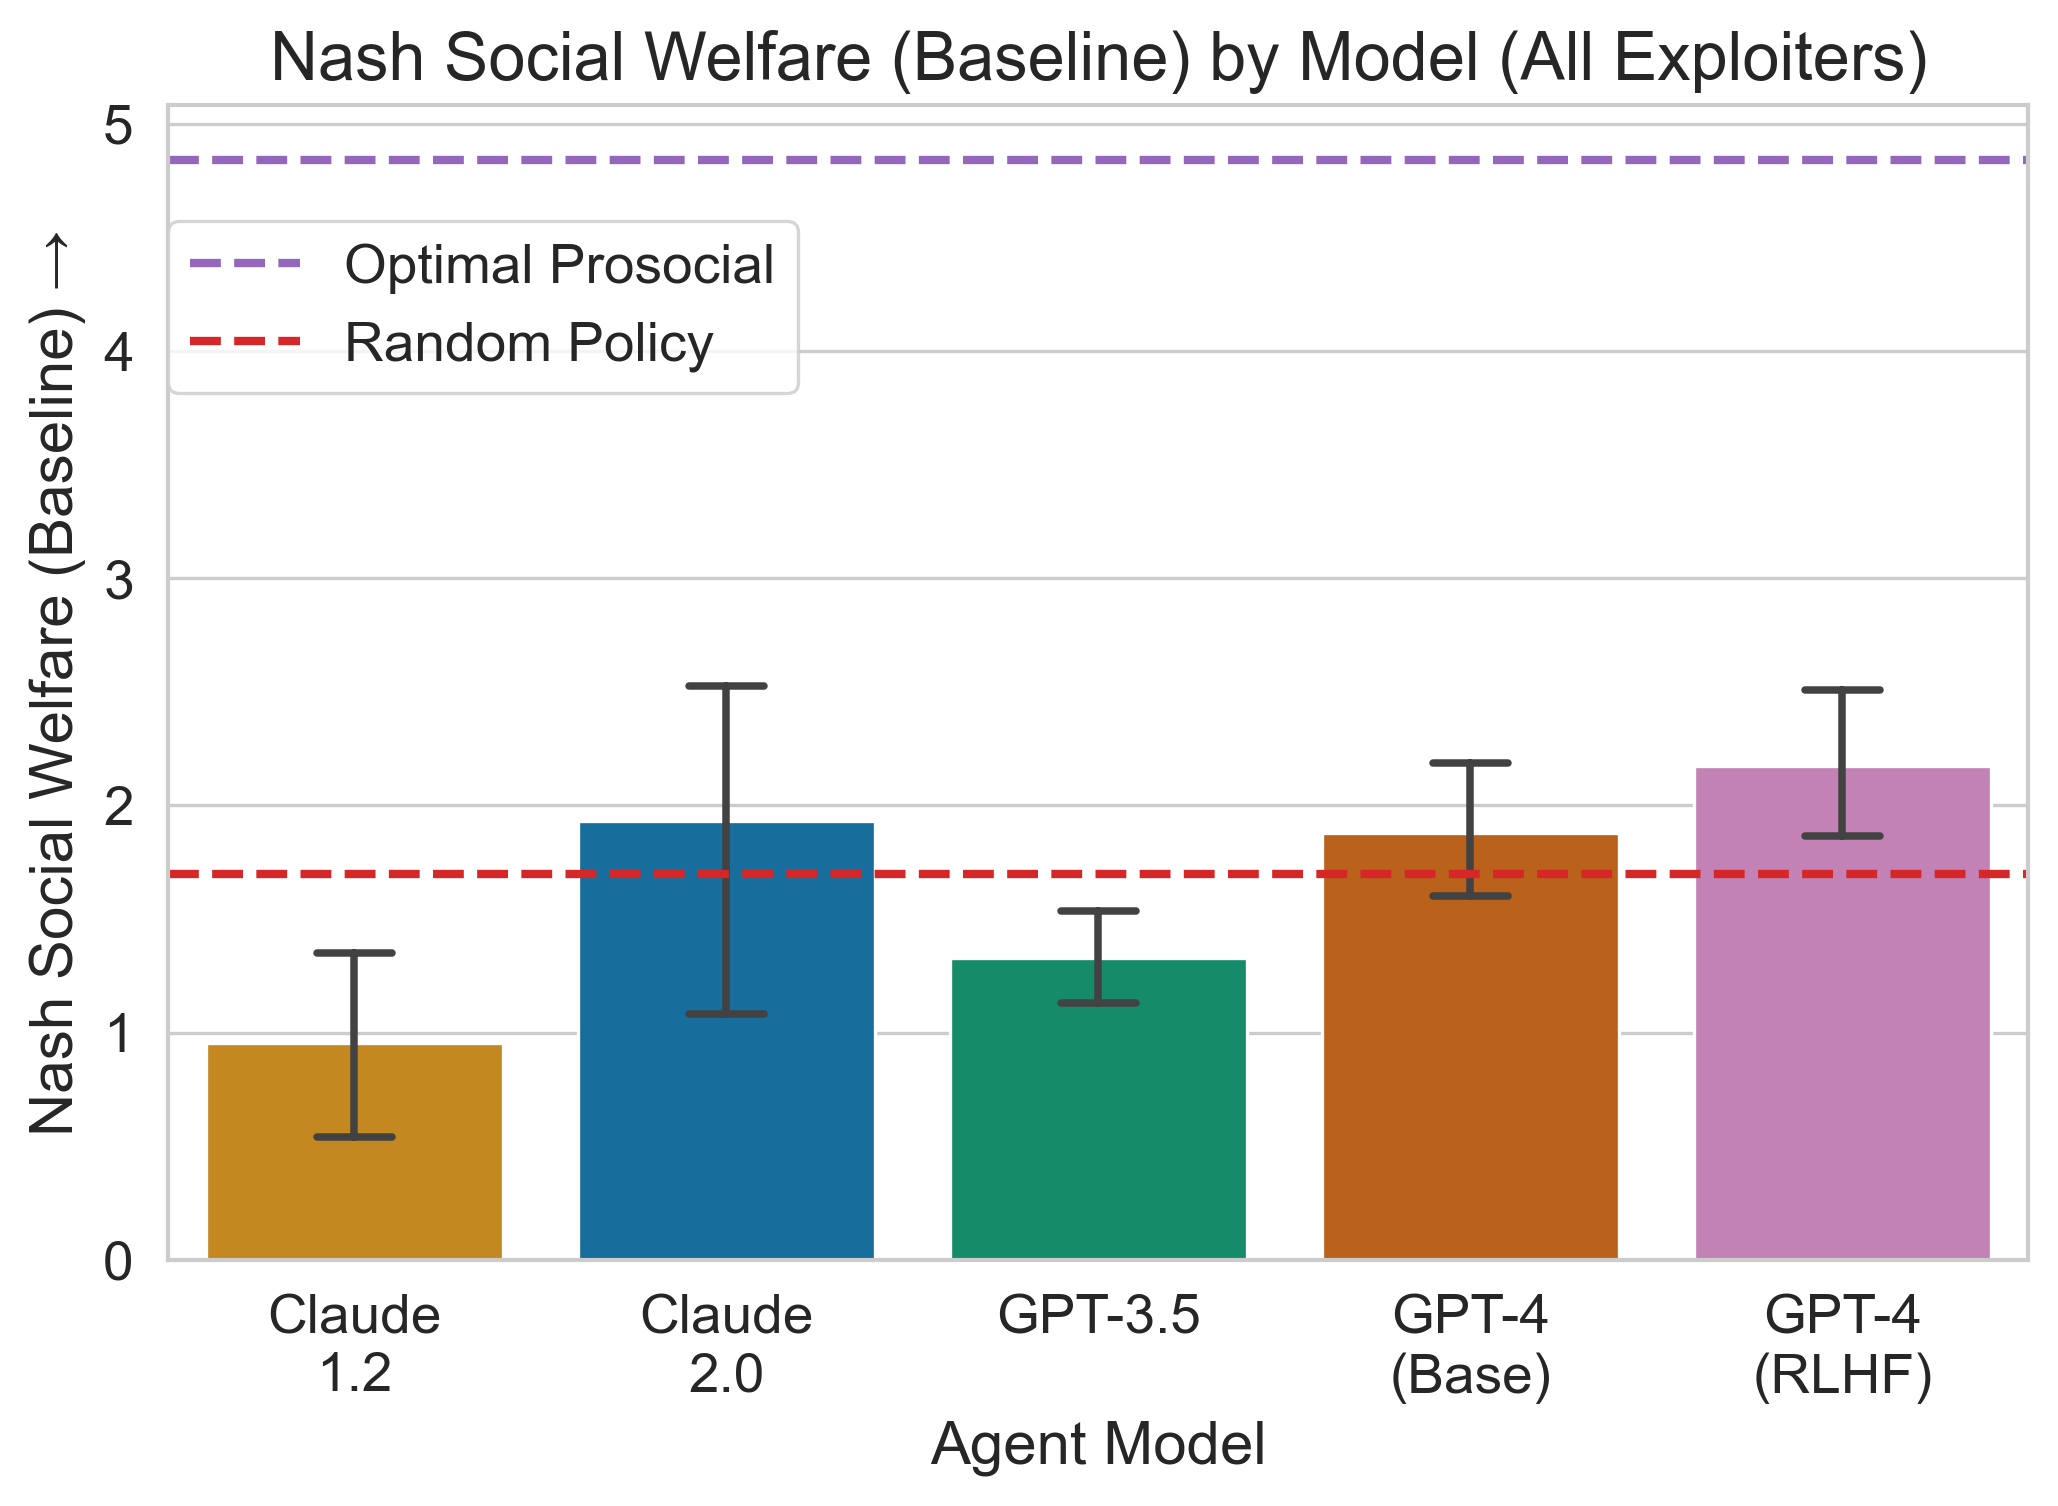 Nash Social Welfare (Baseline) by Model (All Exploiters)
Nash Social Welfare (Baseline) →
5
4
3
2
1
0
Optimal Prosocial
Random Policy
Claude
1.2
Claude
2.0
GPT-3.5
GPT-4
(Base)
GPT-4
(RLHF)
Agent Model